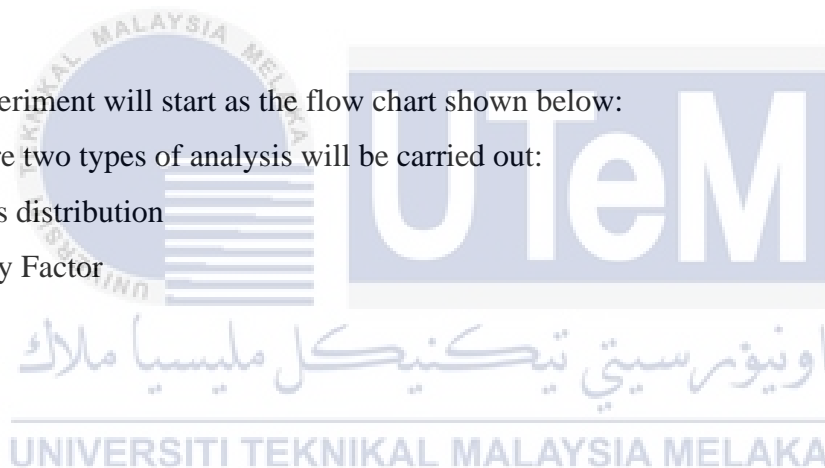 eriment will start as the flow chart shown below:
re two types of analysis will be carried out:
s distribution
y Factor
UTeM
اونيۏرسيتي تيكنيكل مليسيا ملاك
UNIVERSITI TEKNIKAL MALAYSIA MELAKA